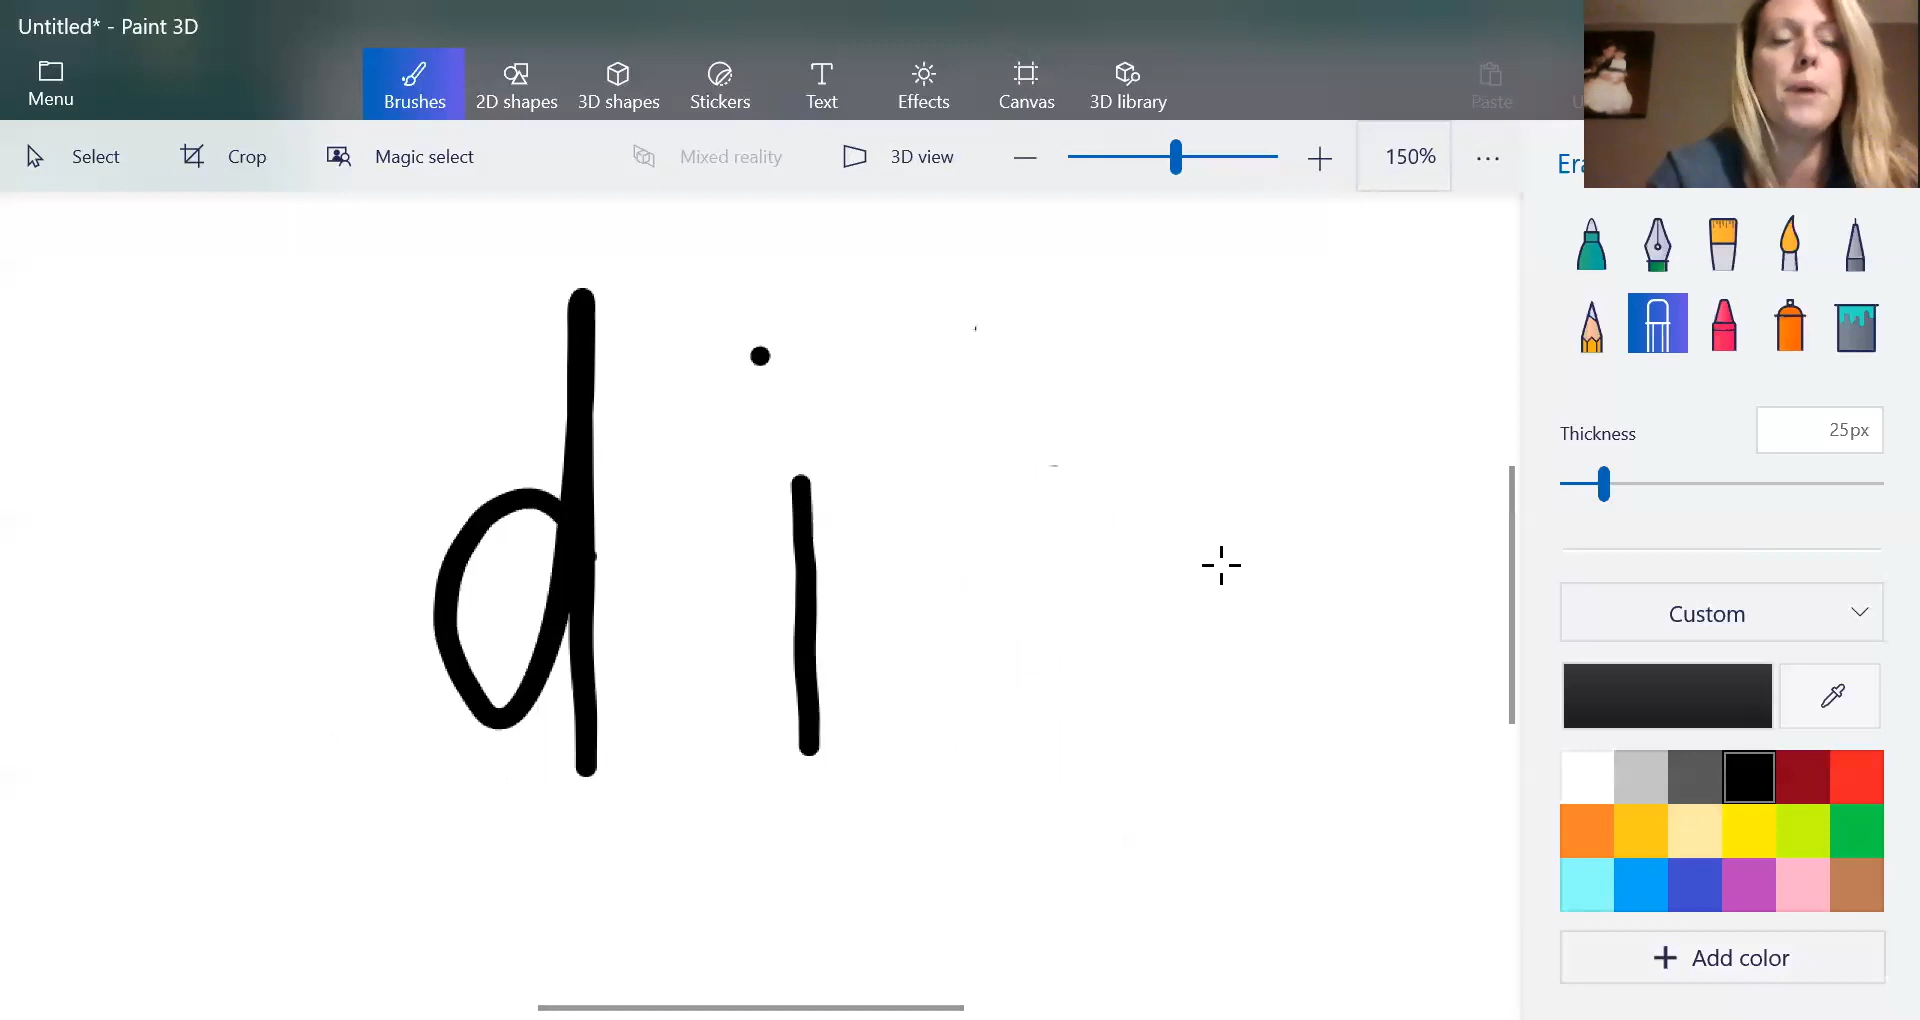 Untitled* - Paint 3D
Menu
Brushes
2D shapes
3D shapes
Stickers
Text
Effects
Canvas
3D library
Paste
U
Select
Crop
Magic select
Mixed reality
3D view
150%
Era
Thickness
25px
Custom
Add color
d i